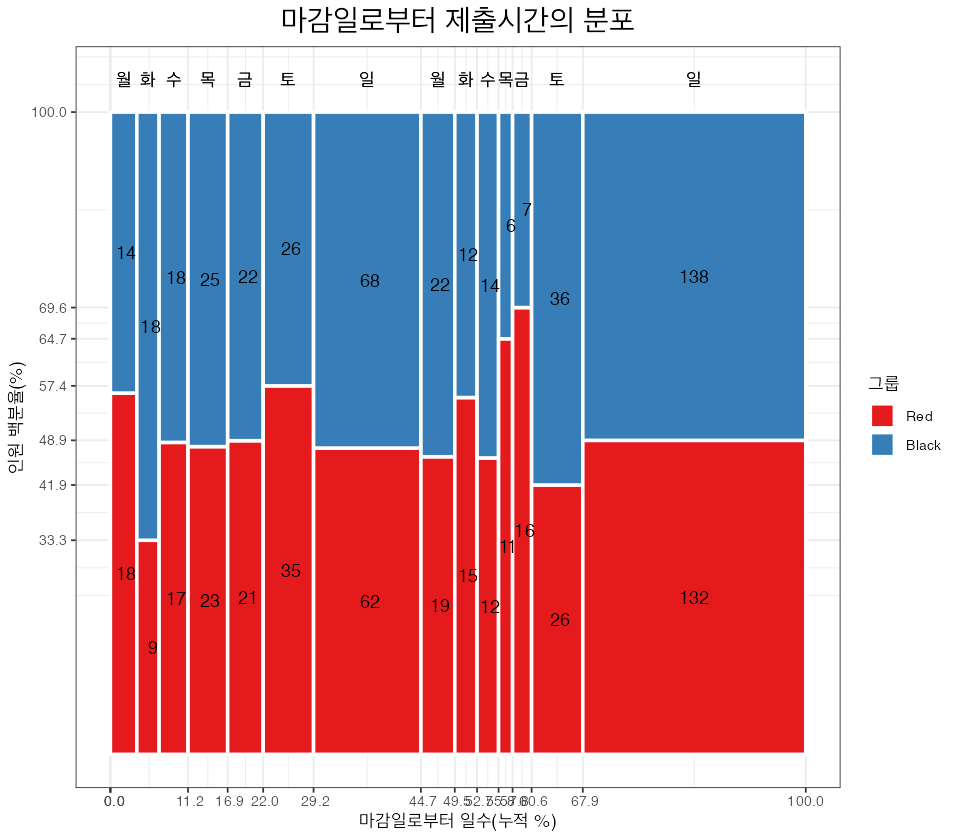 마감일로부터 제출시간의 분포
월 화 수 목 금 토 일 월 화 수 목 금 토 일
100.0
69.6
64.7
57.4
48.9
41.9
33.3
인원 백분율(%)
14 18 18 25 22 26 68 22 12 14 6 7 36 138
18 9 17 23 21 35 62 19 15 12 11 16 26 132
0.0 11.2 16.9 22.0 29.2 44.7 49.5 60.6 67.9 100.0
마감일로부터 일수(누적 %)
그룹
Red
Black